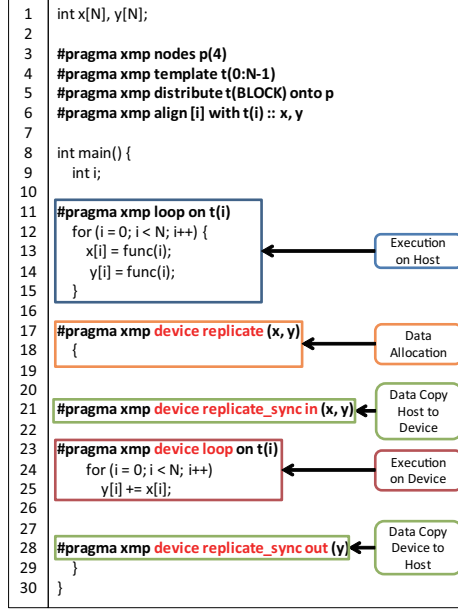 1 int x[N], y[N];
2
3 #pragma xmp nodes p(4)
4 #pragma xmp template t(0:N-1)
5 #pragma xmp distribute t(BLOCK) onto p
6 #pragma xmp align [i] with t(i) :: x, y
7
8 int main() {
9 int i;
10
11 #pragma xmp loop on t(i)
12 for (i = 0; i < N; i++) {
13 x[i] = func(i);
14 y[i] = func(i);
15 }
Execution
on Host
16
17 #pragma xmp device replicate (x, y)
18 {
Data
Allocation
19
20
21 #pragma xmp device replicate_sync in (x, y)
Data Copy
Host to
Device
22
23 #pragma xmp device loop on t(i)
24 for (i = 0; i < N; i++)
25 y[i] += x[i];
Execution
on Device
26
27
28 #pragma xmp device replicate_sync out (y)
Data Copy
Device to
Host
29 }
30 }